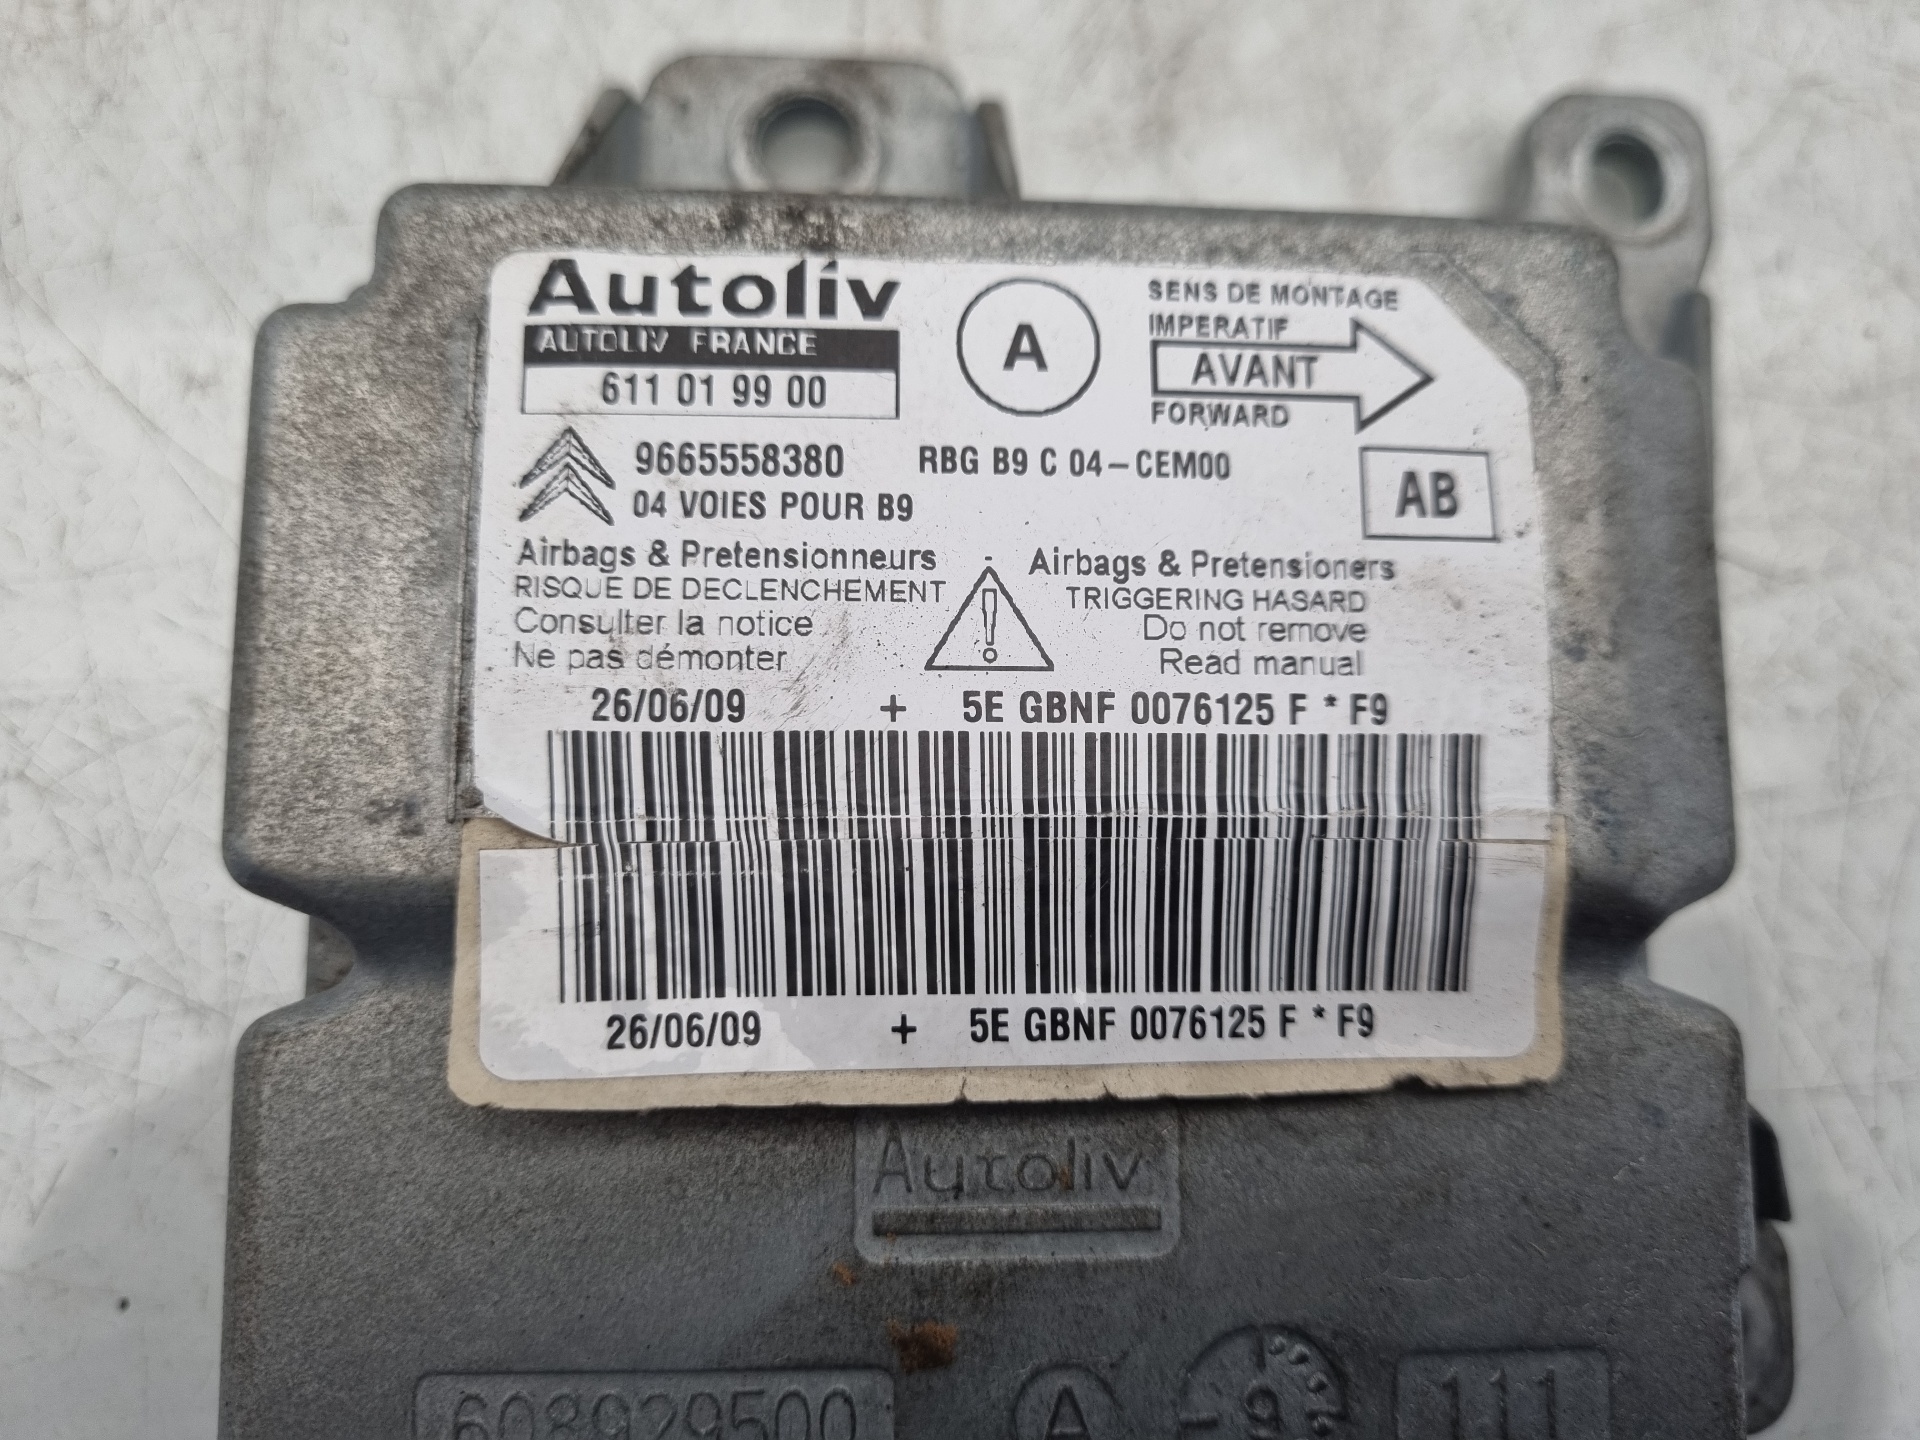 Autoliv
AUTOLIV FRANCE
611 01 99 00
A
SENS DE MONTAGE
IMPERATIF
AVANT
FORWARD
9665558380
RBG B9 C 04-CEM00
04 VOIES POUR B9
AB
Airbags & Pretensionneurs
RISQUE DE DECLENCHEMENT
Consulter la notice
Ne pas démonter
Airbags & Pretensioners
TRIGGERING HASARD
Do not remove
Read manual
26/06/09 + 5E GBNF 0076125 F * F9
26/06/09 + 5E GBNF 0076125 F * F9
Autoliv
608929500
A
9
111